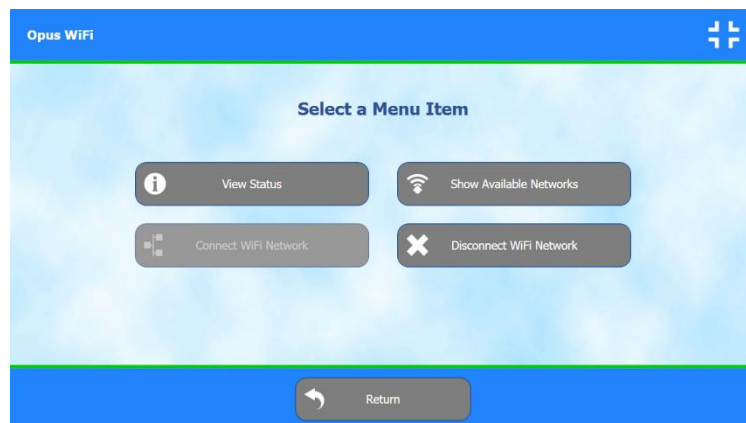 Opus WiFi
Select a Menu Item
View Status
Show Available Networks
Connect WiFi Network
Disconnect WiFi Network
Return